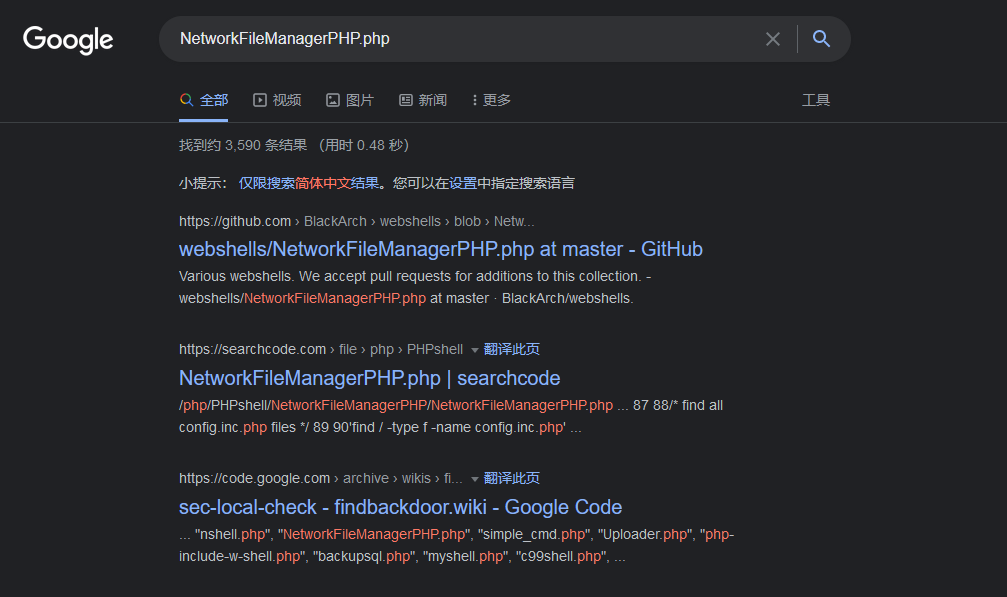 Google
NetworkFileManagerPHP.php
全部 视频 图片 新闻 更多 工具
找到约 3,590 条结果 （用时 0.48 秒）
小提示： 仅限搜索简体中文结果。您可以在设置中指定搜索语言
https://github.com › BlackArch › webshells › blob › Netw...
webshells/NetworkFileManagerPHP.php at master - GitHub
Various webshells. We accept pull requests for additions to this collection. -
webshells/NetworkFileManagerPHP.php at master · BlackArch/webshells.
https://searchcode.com › file › php › PHPshell 翻译此页
NetworkFileManagerPHP.php | searchcode
/php/PHPshell/NetworkFileManagerPHP/NetworkFileManagerPHP.php ... 87 88/* find all
config.inc.php files */ 89 90'find / -type f -name config.inc.php' ...
https://code.google.com › archive › wikis › fi... 翻译此页
sec-local-check - findbackdoor.wiki - Google Code
... "nshell.php", "NetworkFileManagerPHP.php", "simple_cmd.php", "Uploader.php", "php-
include-w-shell.php", "backupsql.php", "myshell.php", "c99shell.php", ...